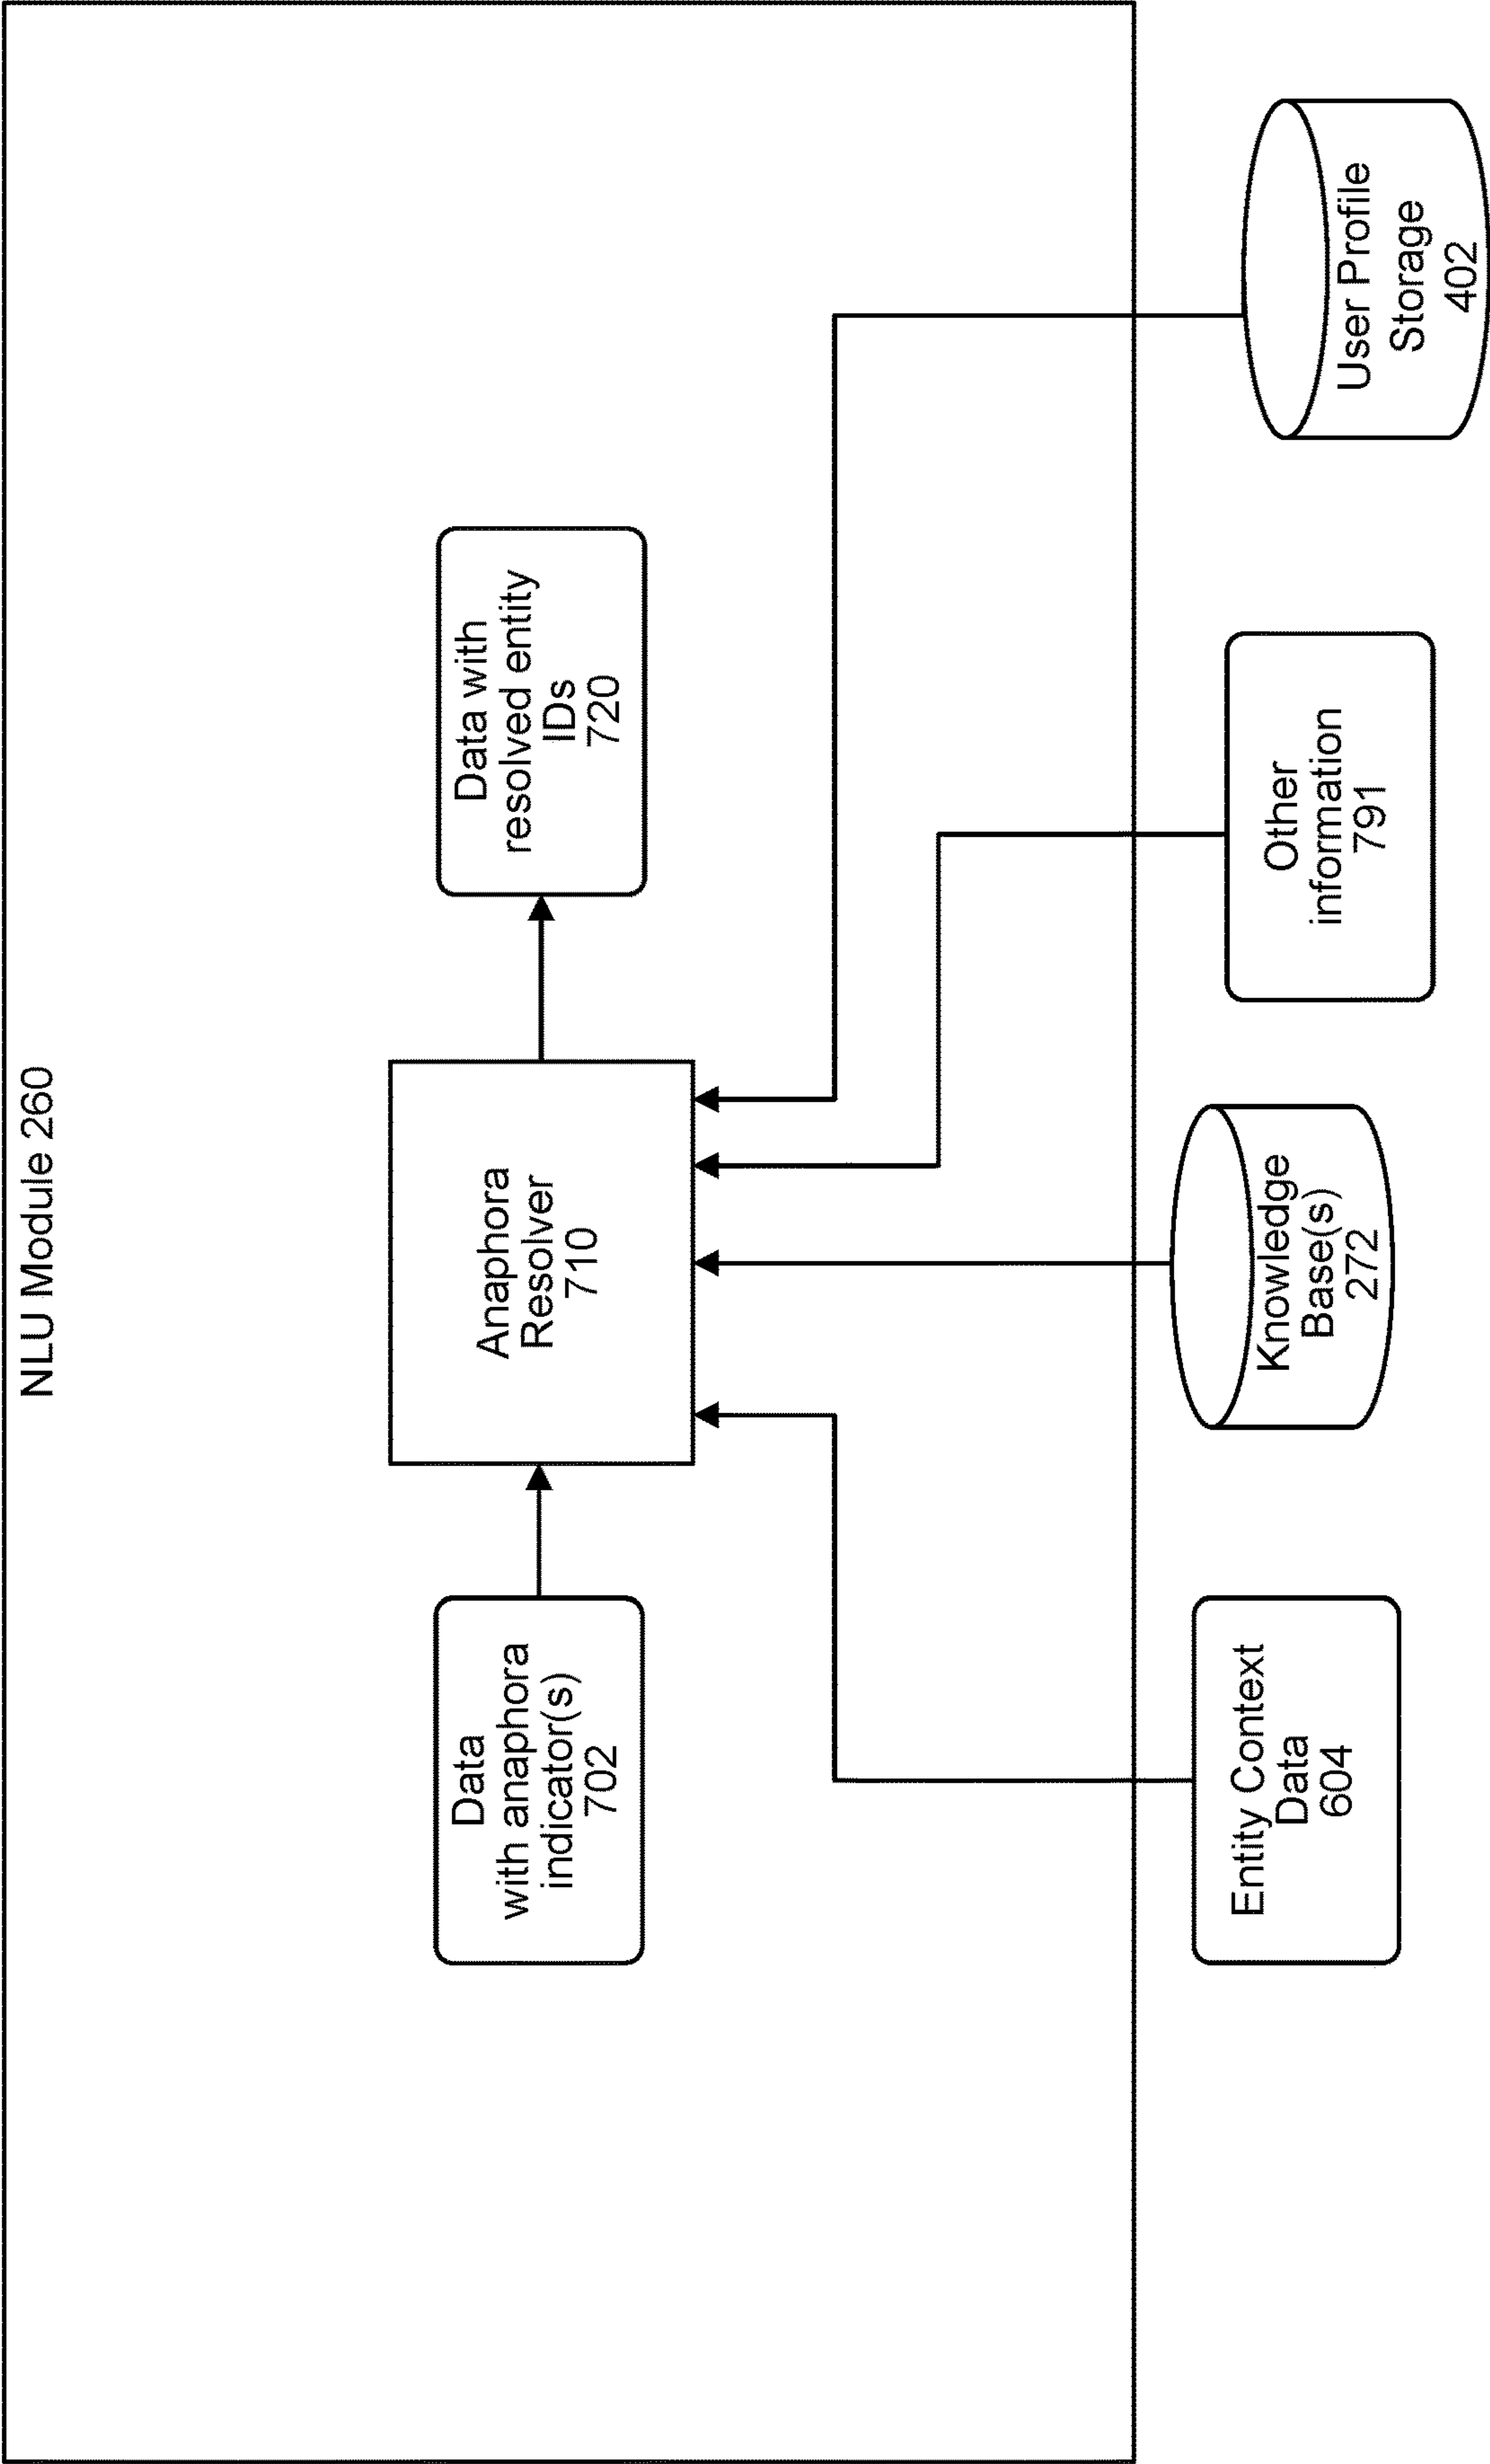 NLU Module 260
Data
with anaphora
indicator(s)
702
Anaphora
Resolver
710
Data with
resolved entity
IDs
720
Entity Context
Data
604
Knowledge
Base(s)
272
Other
information
791
User Profile
Storage
402